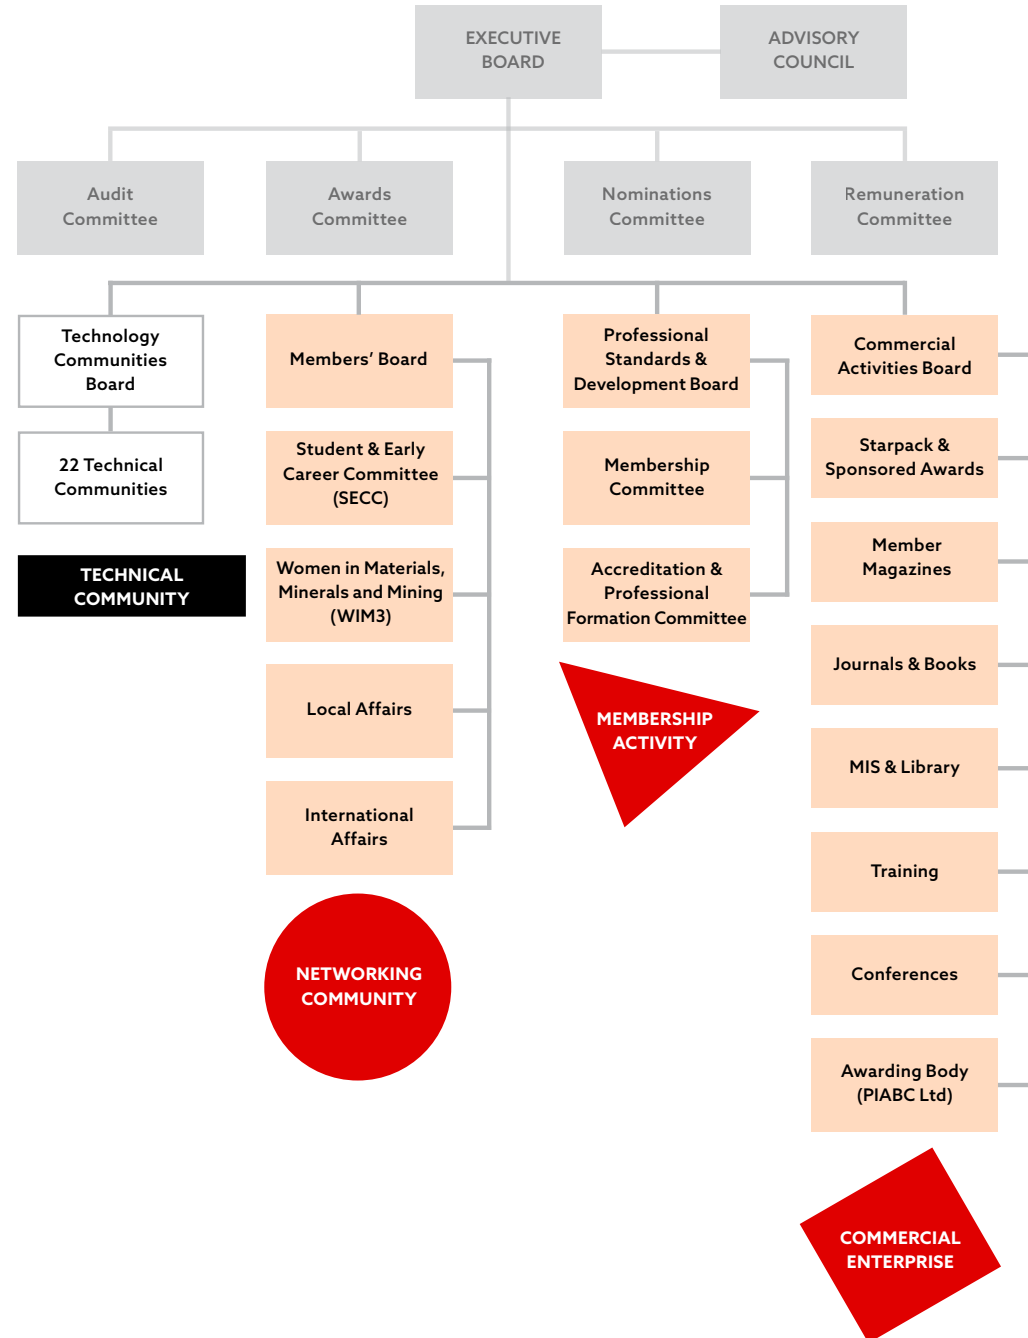 EXECUTIVE
BOARD
ADVISORY
COUNCIL
Audit
Committee
Awards
Committee
Nominations
Committee
Remuneration
Committee
Technology
Communities
Board
22 Technical
Communities
TECHNICAL
COMMUNITY
Members’ Board
Student & Early
Career Committee
(SECC)
Women in Materials,
Minerals and Mining
(WIM3)
Local Affairs
International
Affairs
NETWORKING
COMMUNITY
Professional
Standards &
Development Board
Membership
Committee
Accreditation &
Professional
Formation Committee
MEMBERSHIP
ACTIVITY
Commercial
Activities Board
Starpack &
Sponsored Awards
Member
Magazines
Journals & Books
MIS & Library
Training
Conferences
Awarding Body
(PIABC Ltd)
COMMERCIAL
ENTERPRISE